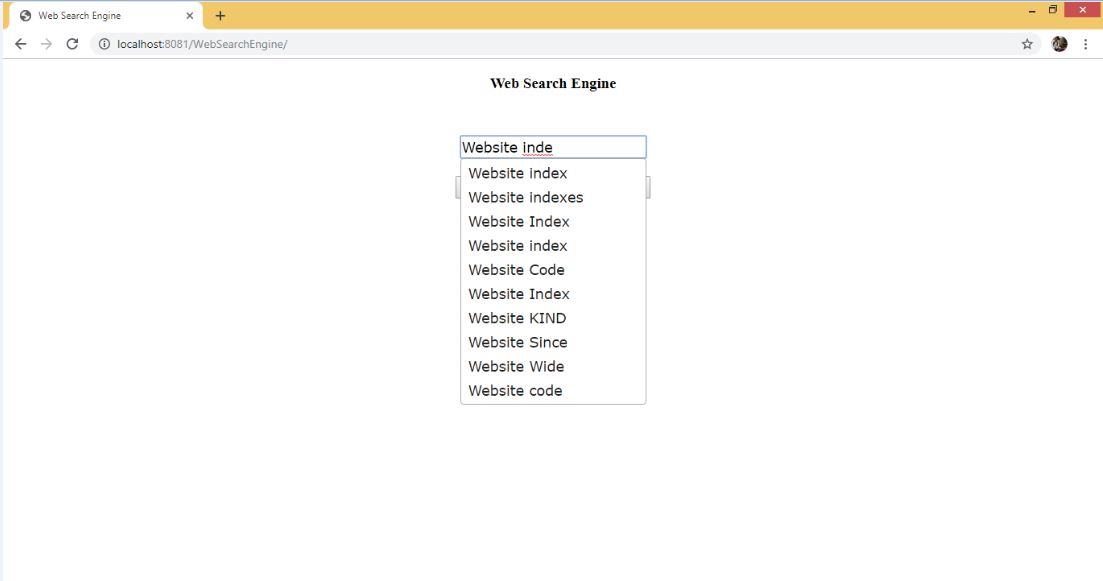 Web Search Engine
localhost:8081/WebSearchEngine/
Web Search Engine
Website inde
Website index
Website indexes
Website Index
Website index
Website Code
Website Index
Website KIND
Website Since
Website Wide
Website code